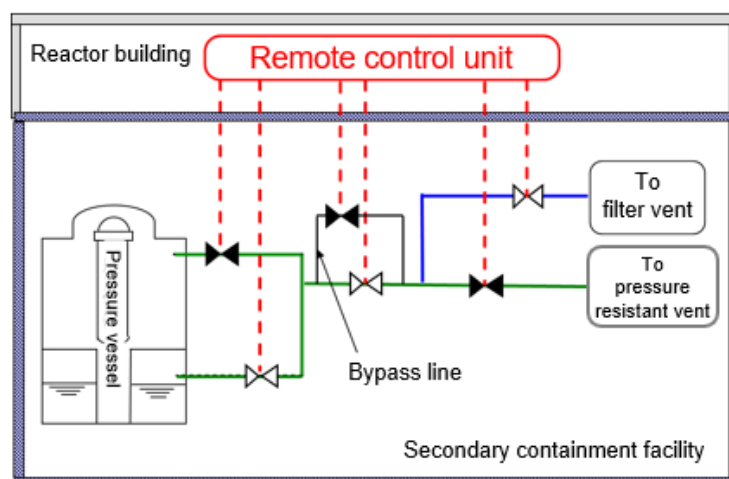 Reactor building
Remote control unit
To
filter vent
To
pressure
resistant vent
Pressure vessel
Bypass line
Secondary containment facility